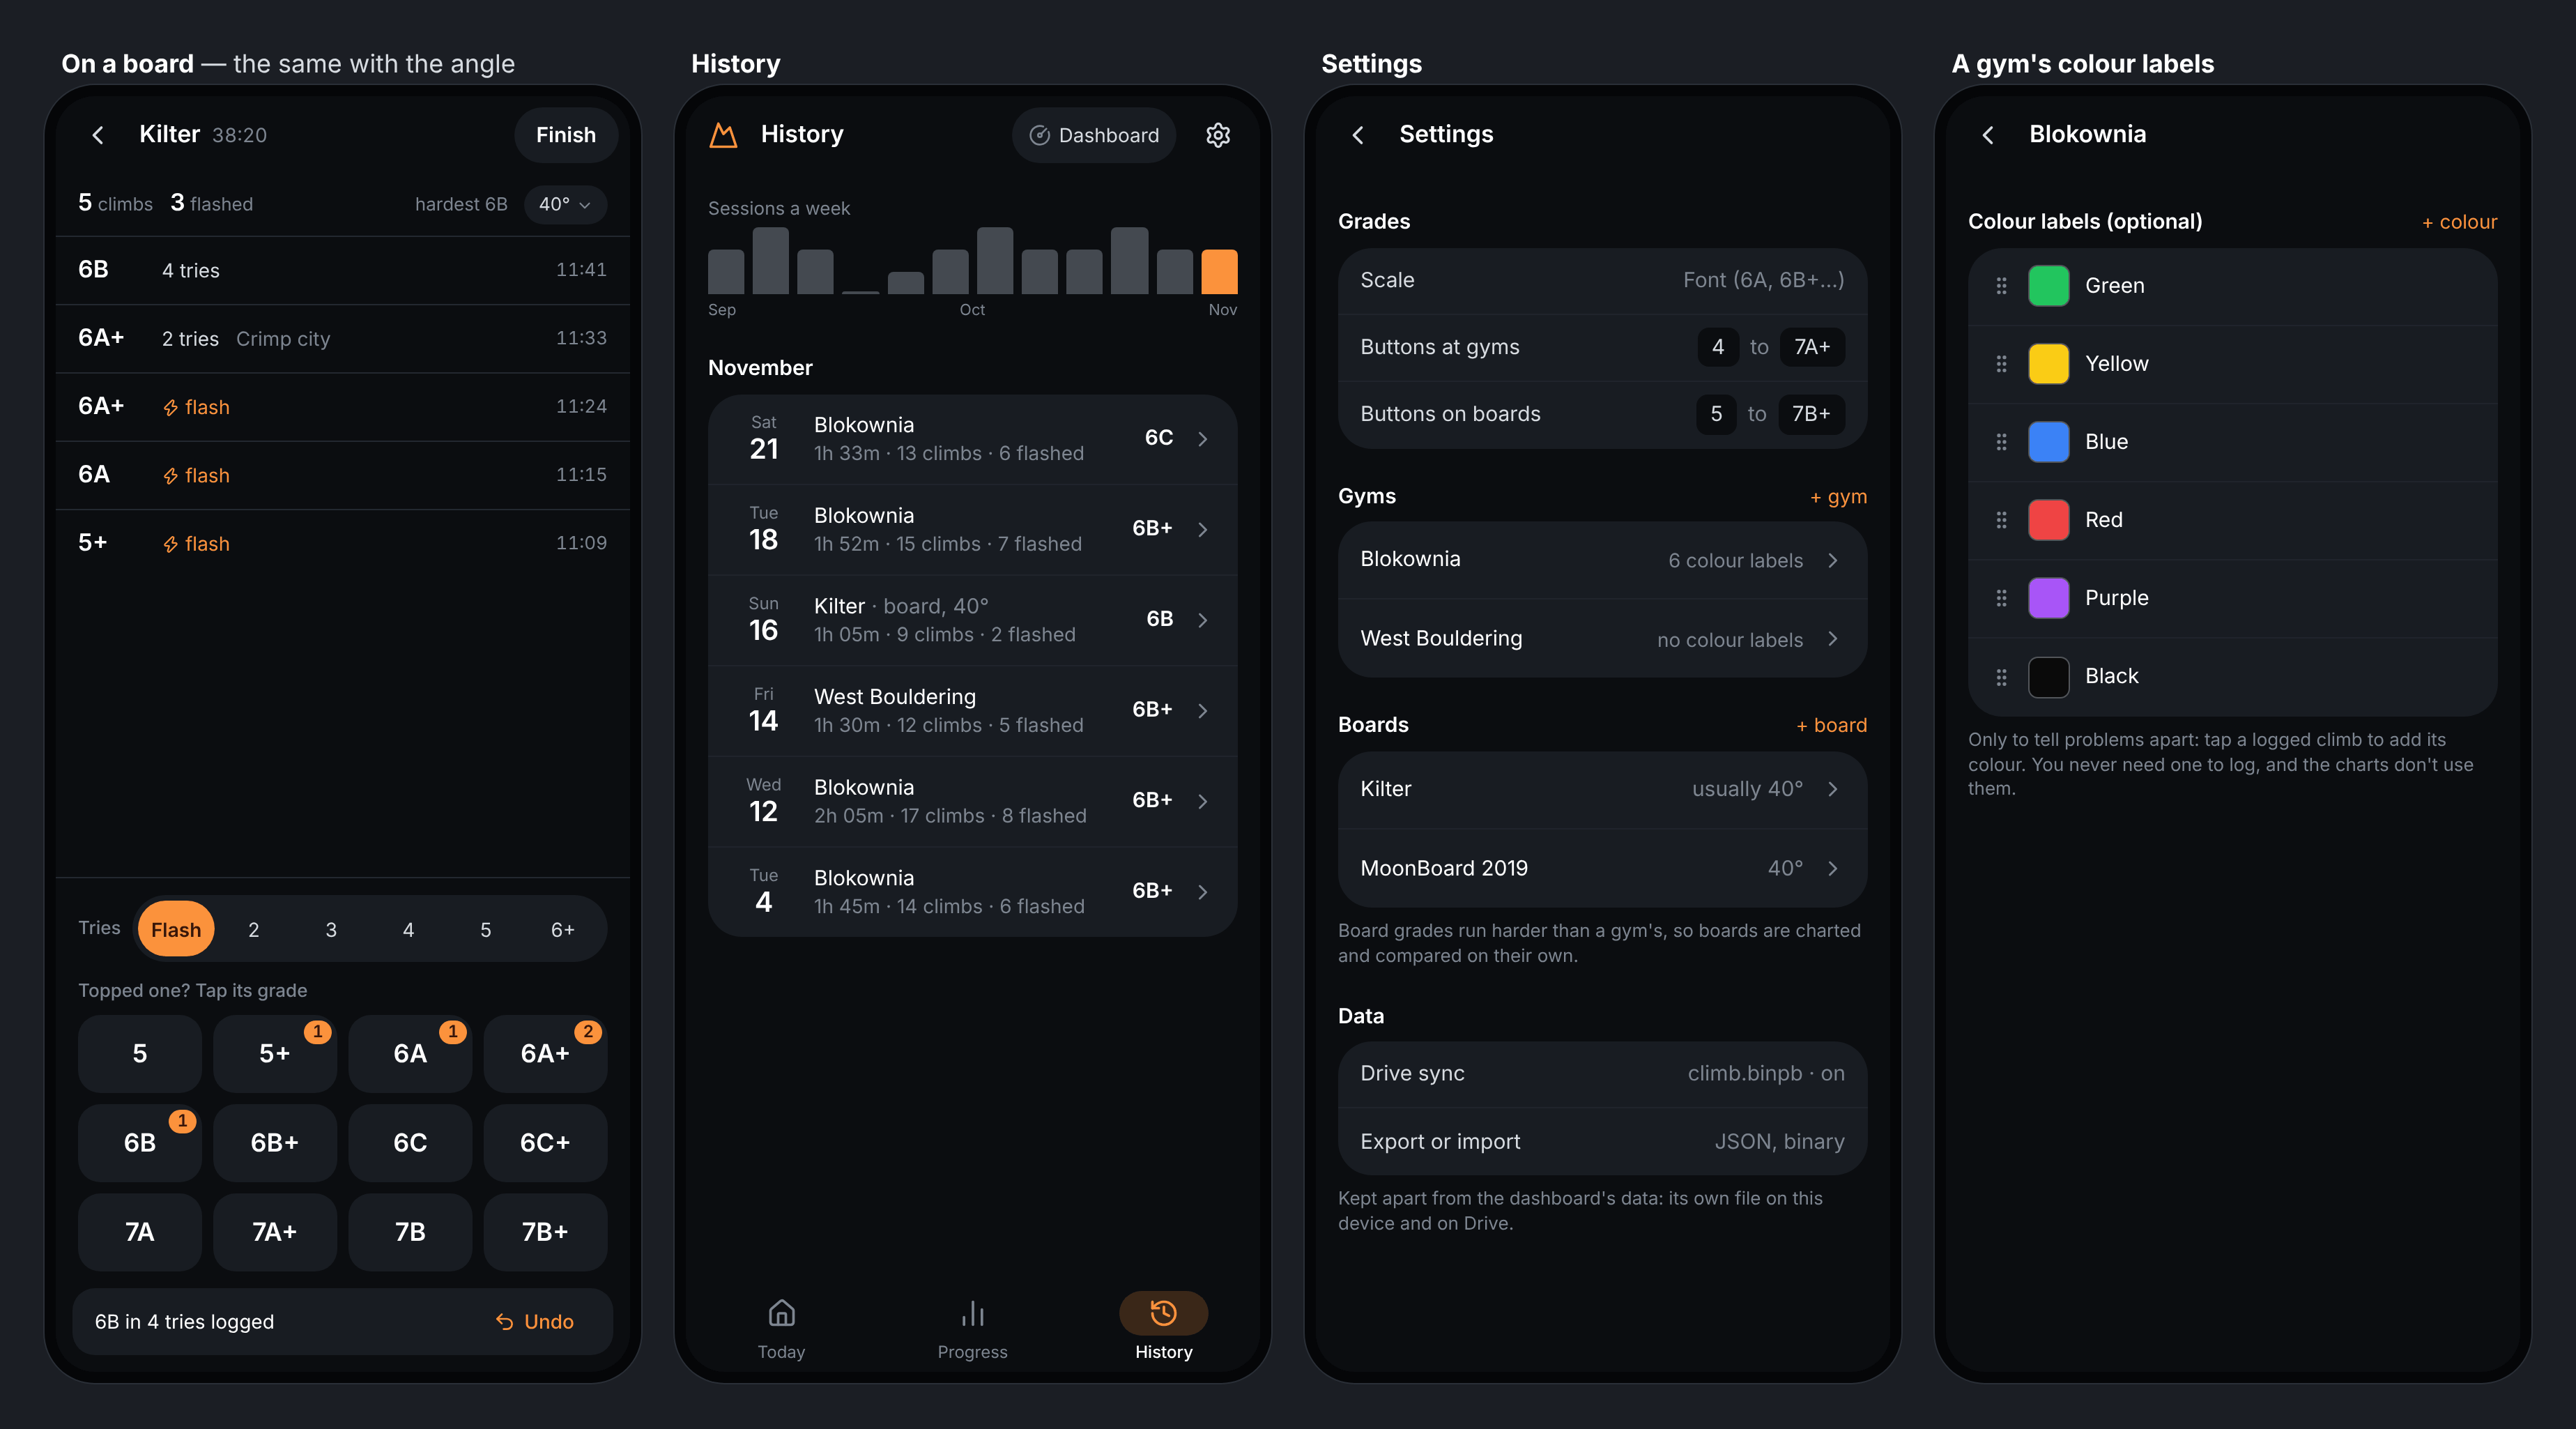 On a board — the same with the angle
Kilter 38:20
Finish
5 climbs 3 flashed
hardest 6B
40°
6B 4 tries 11:41
6A+ 2 tries Crimp city 11:33
6A+ flash 11:24
6A flash 11:15
5+ flash 11:09
Tries Flash 2 3 4 5 6+
Topped one? Tap its grade
5 5+ 1 6A 1 6A+ 2
6B 1 6B+ 6C 6C+
7A 7A+ 7B 7B+
6B in 4 tries logged
Undo
History
History
Dashboard
Sessions a week
Sep Oct Nov
November
Sat
21
Blokownia
1h 33m · 13 climbs · 6 flashed
6C
Tue
18
Blokownia
1h 52m · 15 climbs · 7 flashed
6B+
Sun
16
Kilter · board, 40°
1h 05m · 9 climbs · 2 flashed
6B
Fri
14
West Bouldering
1h 30m · 12 climbs · 5 flashed
6B+
Wed
12
Blokownia
2h 05m · 17 climbs · 8 flashed
6B+
Tue
4
Blokownia
1h 45m · 14 climbs · 6 flashed
6B+
Today Progress History
Settings
Settings
Grades
Scale Font (6A, 6B+...)
Buttons at gyms 4 to 7A+
Buttons on boards 5 to 7B+
Gyms + gym
Blokownia 6 colour labels
West Bouldering no colour labels
Boards + board
Kilter usually 40°
MoonBoard 2019 40°
Board grades run harder than a gym's, so boards are charted
and compared on their own.
Data
Drive sync climb.binpb · on
Export or import JSON, binary
Kept apart from the dashboard's data: its own file on this
device and on Drive.
A gym's colour labels
Blokownia
Colour labels (optional) + colour
Green
Yellow
Blue
Red
Purple
Black
Only to tell problems apart: tap a logged climb to add its
colour. You never need one to log, and the charts don't use
them.